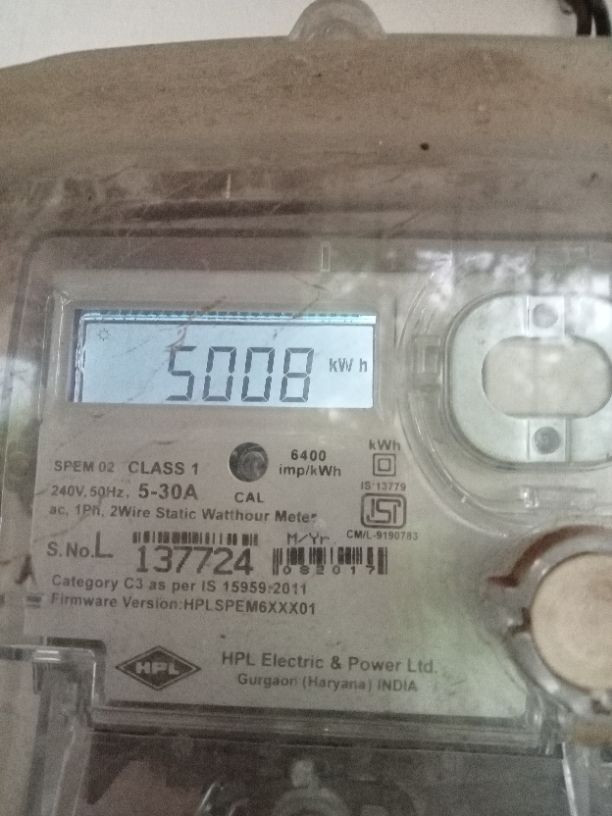 5008 kWh
6400
imp/kWh
kWh
SPEM 02 CLASS 1
IS 13779
240V, 50Hz, 5-30A
CAL
ISI
ac, 1Ph, 2Wire Static Watthour Meter
CM/L-9190783
S.No.L 137724
M/Yr
082017
Category C3 as per IS 15959:2011
Firmware Version:HPLSPEM6XXX01
HPL
HPL Electric & Power Ltd.
Gurgaon (Haryana) INDIA